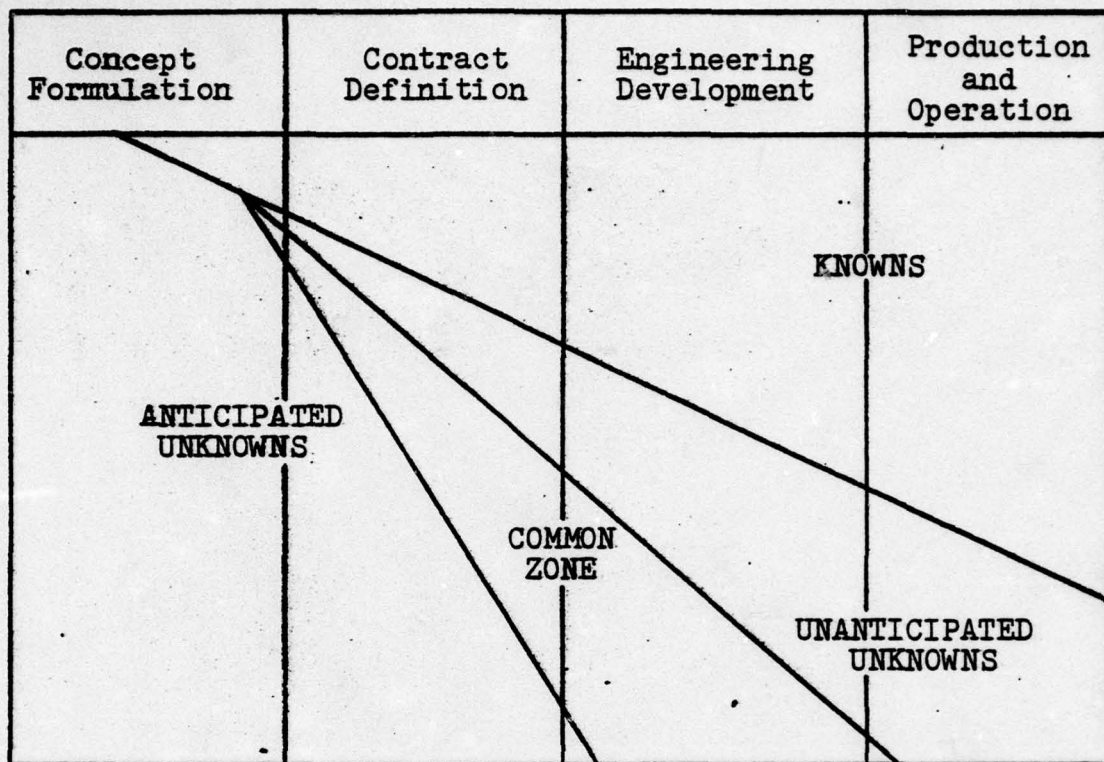 Concept
Formulation
Contract
Definition
Engineering
Development
Production
and
Operation
KNOWNS
ANTICIPATED
UNKNOWNS
COMMON
ZONE
UNANTICIPATED
UNKNOWNS